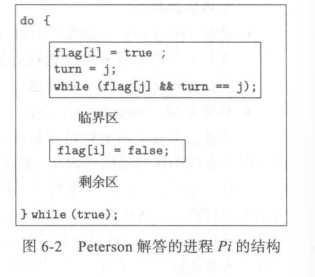 do {
flag[i] = true ;
turn = j;
while (flag[j] && turn == j);
临界区
flag[i] = false;
剩余区
} while (true);
图 6-2 Peterson 解答的进程 Pi 的结构